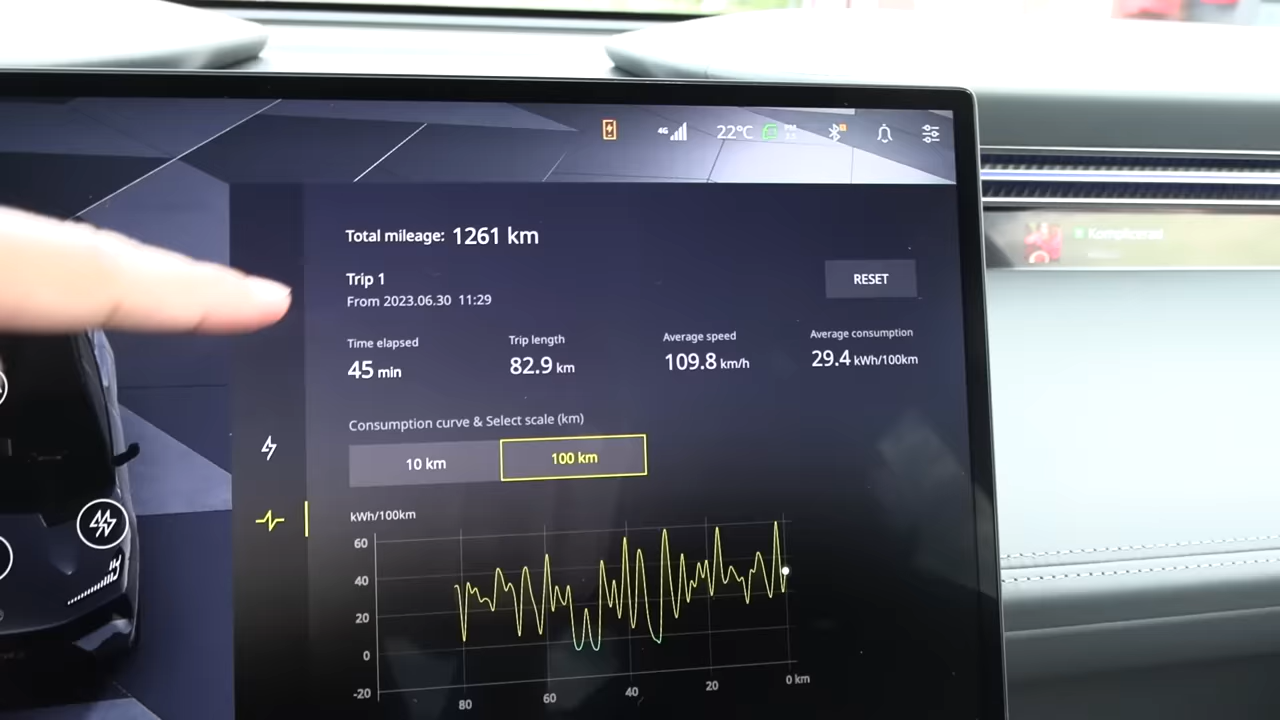 4G 22°C
Total mileage: 1261 km
Trip 1
From 2023.06.30 11:29
RESET
Time elapsed
45 min
Trip length
82.9 km
Average speed
109.8 km/h
Average consumption
29.4 kWh/100km
Consumption curve & Select scale (km)
10 km
100 km
kWh/100km
60
40
20
0
-20
80
60
40
20
0 km